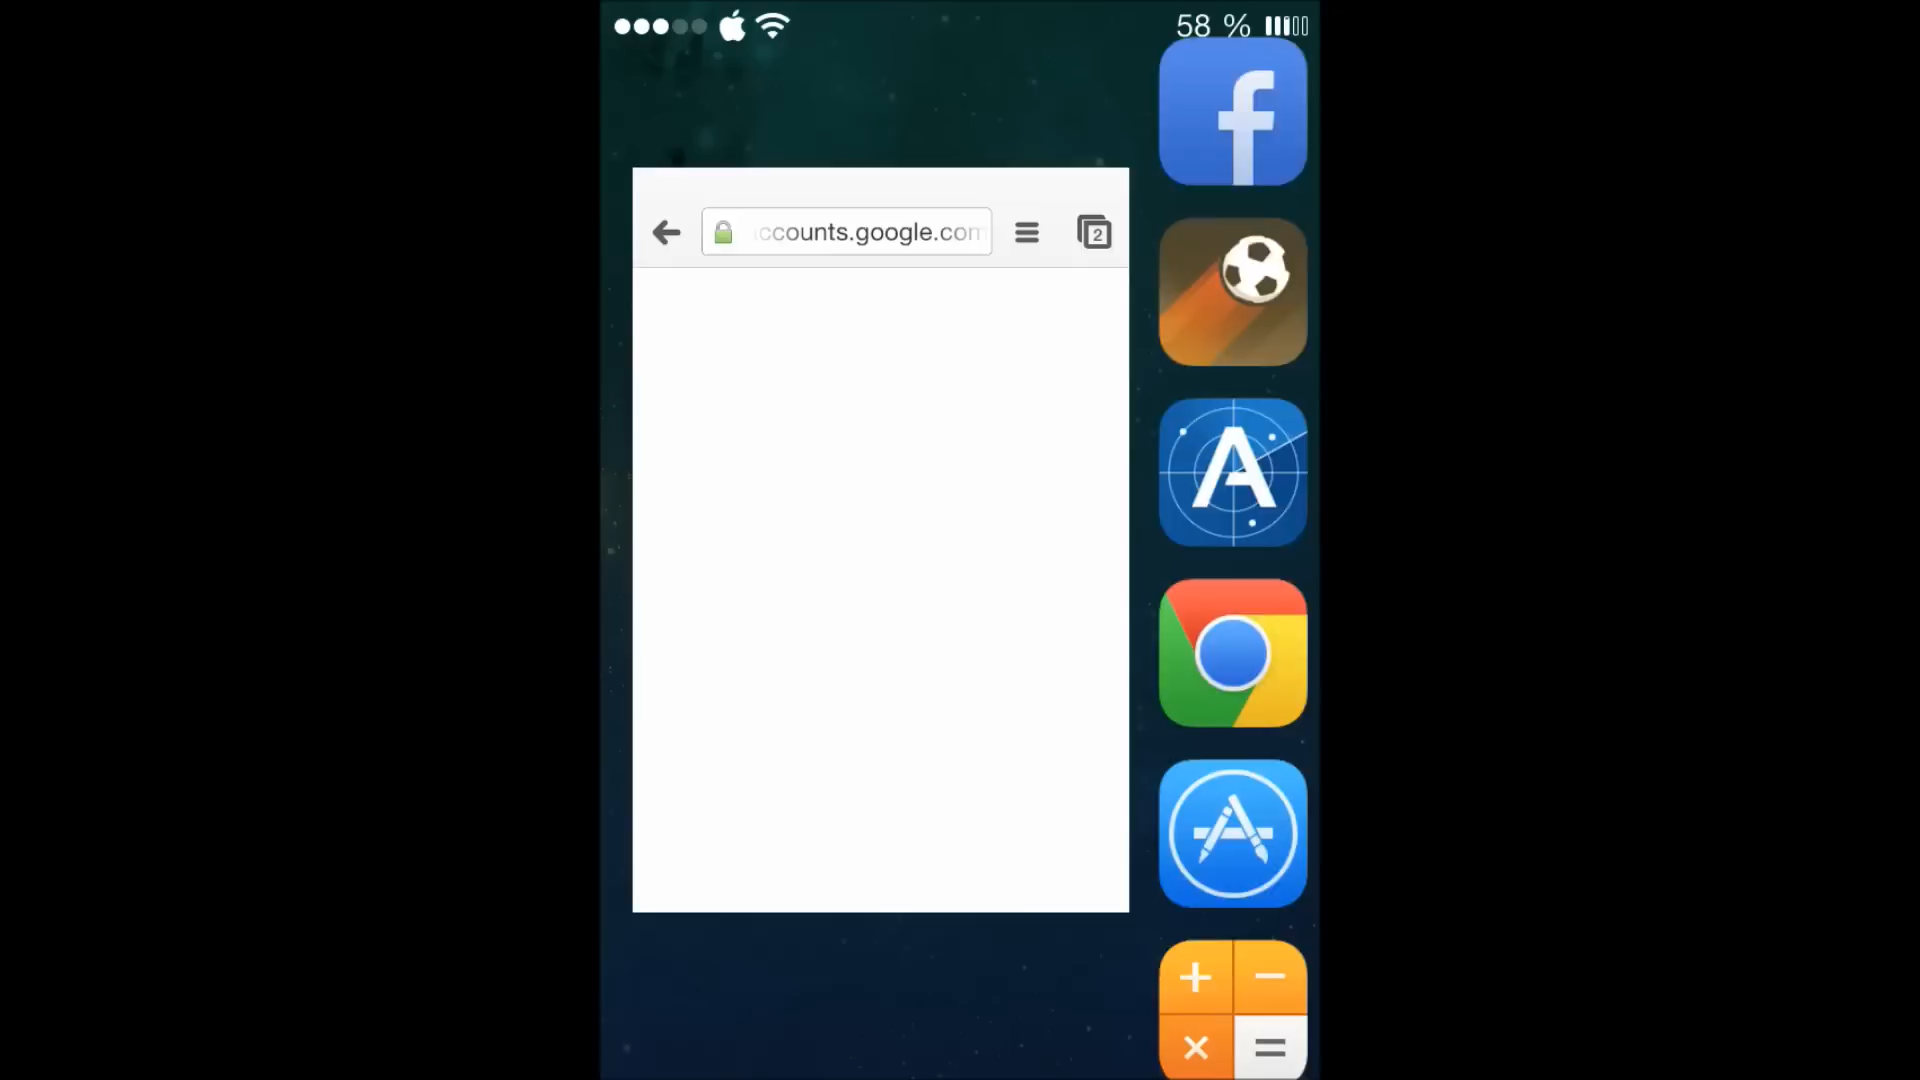 58 %
f
ccounts.google.com
2
A
+ −
× =